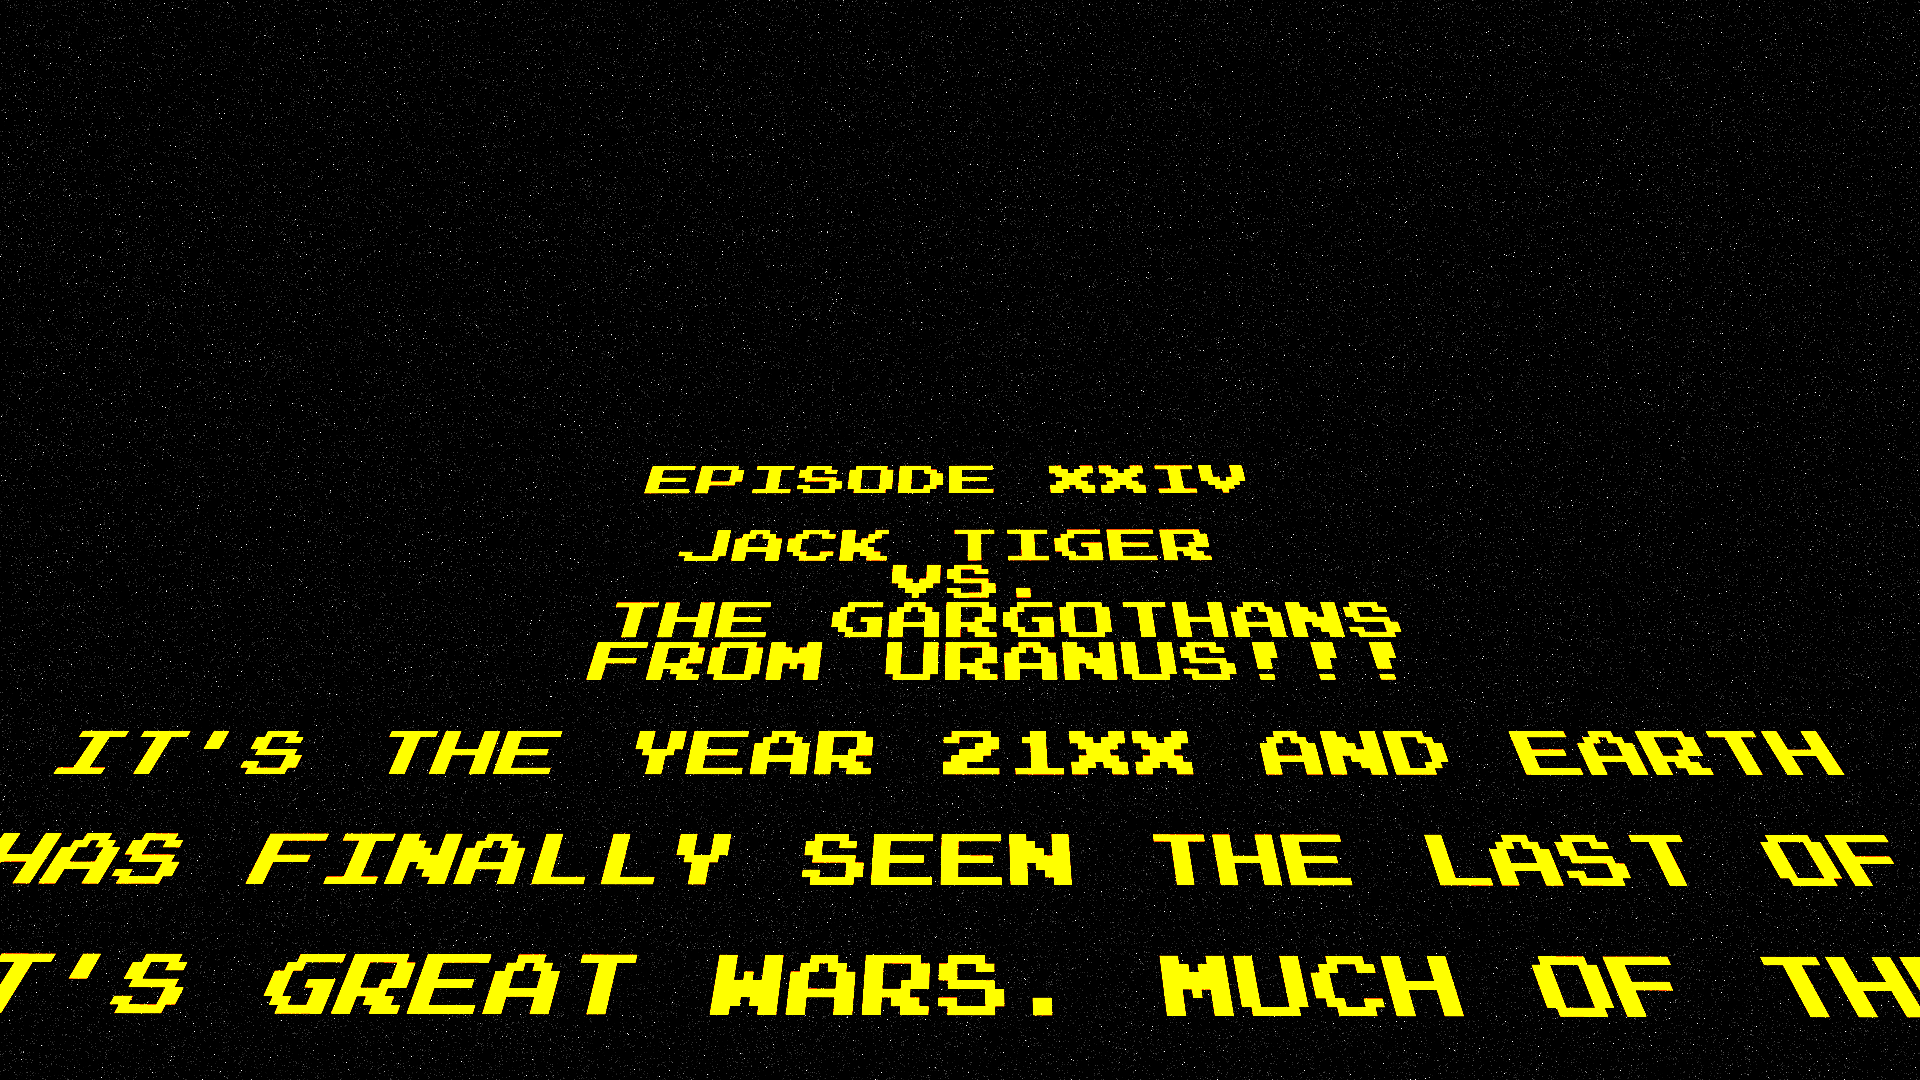 EPISODE XXIV
JACK TIGER
VS.
THE GARGOTHANS
FROM URANUS!!!
IT'S THE YEAR 21XX AND EARTH
HAS FINALLY SEEN THE LAST OF
T'S GREAT WARS. MUCH OF THE